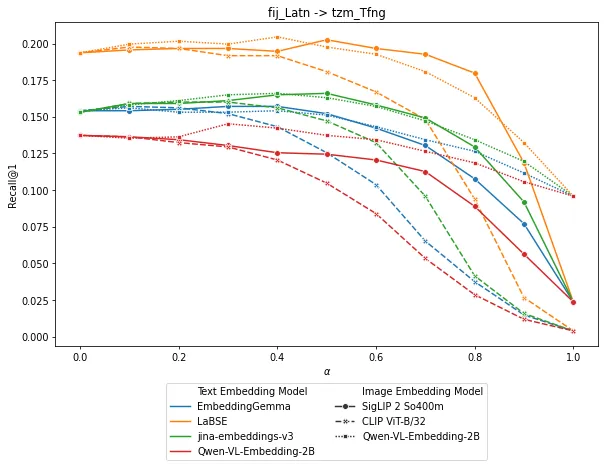 fij_Latn -> tzm_Tfng
Recall@1
0.200
0.175
0.150
0.125
0.100
0.075
0.050
0.025
0.000
0.0 0.2 0.4 0.6 0.8 1.0
α
Text Embedding Model Image Embedding Model
EmbeddingGemma SigLIP 2 So400m
LaBSE CLIP ViT-B/32
jina-embeddings-v3 Qwen-VL-Embedding-2B
Qwen-VL-Embedding-2B